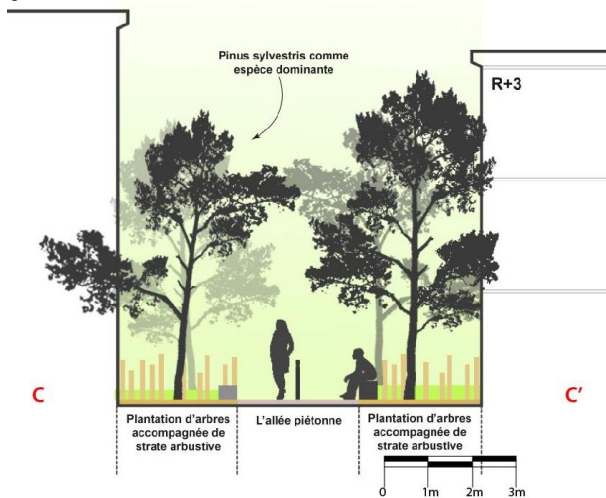 Pinus sylvestris comme
espèce dominante
R+3
C
C'
Plantation d'arbres
accompagnée de
strate arbustive
L'allée piétonne
Plantation d'arbres
accompagnée de
strate arbustive
0 1m 2m 3m